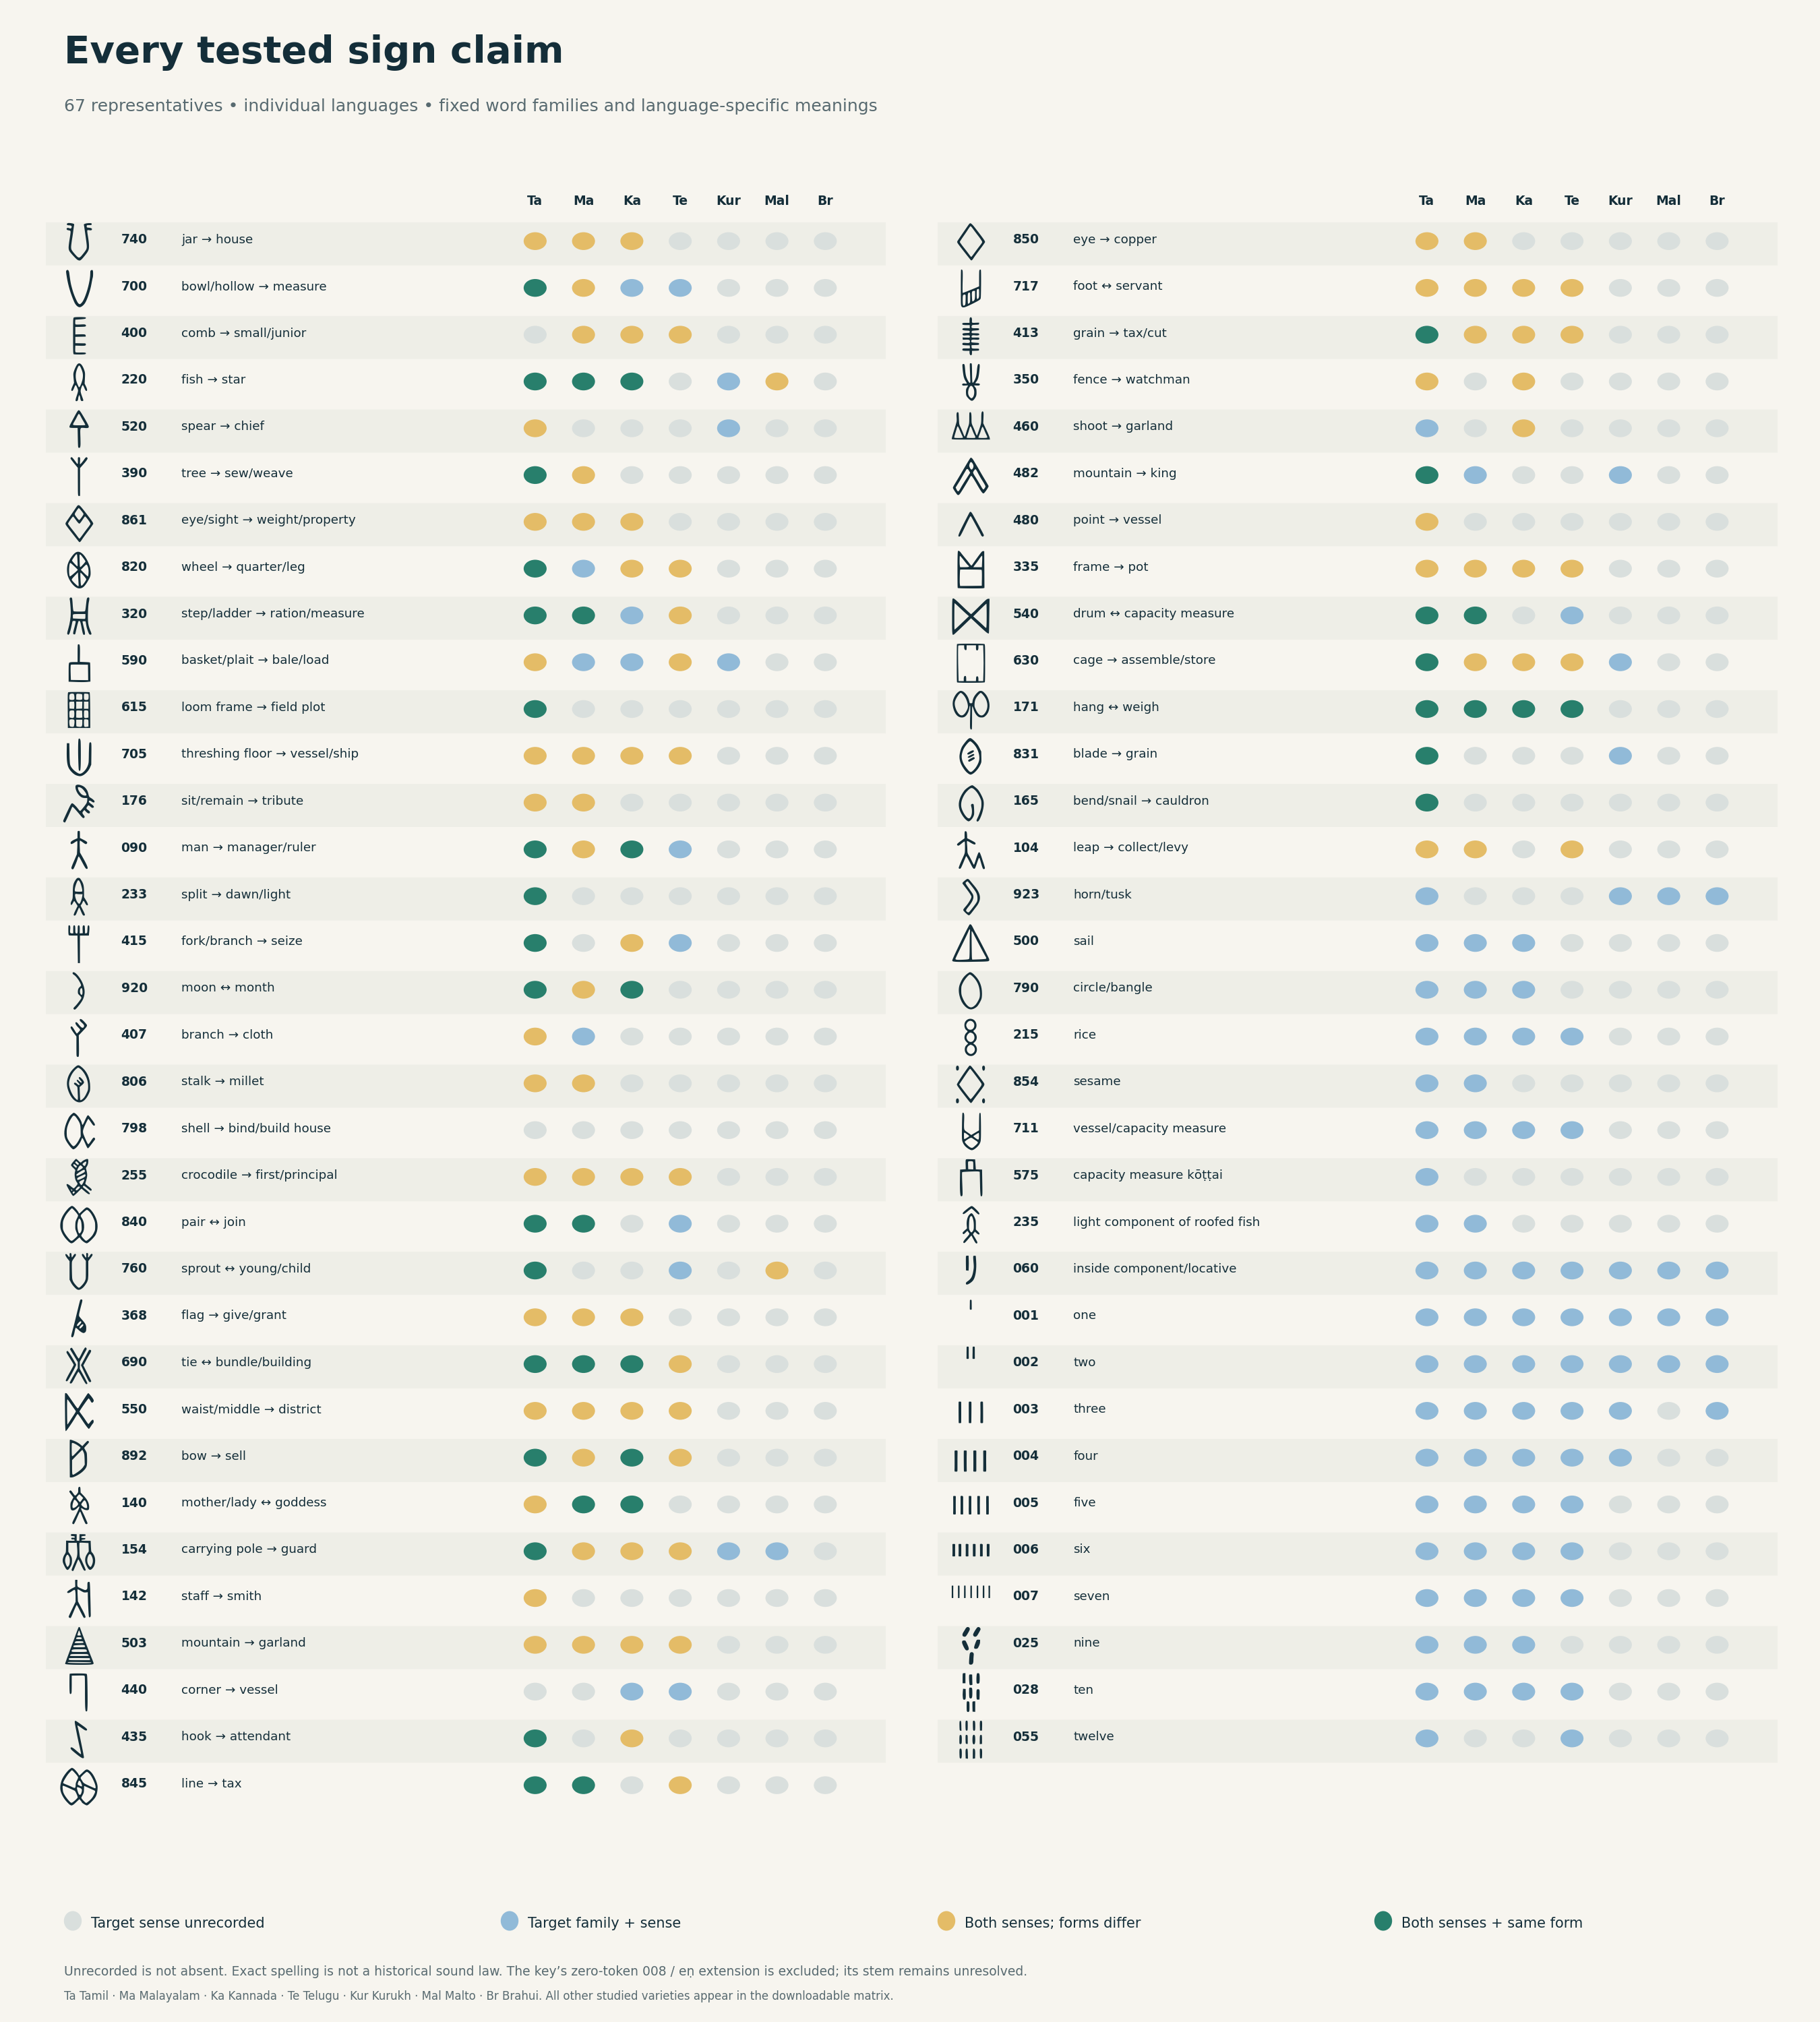 Every tested sign claim
67 representatives • individual languages • fixed word families and language-specific meanings
Ta Ma Ka Te Kur Mal Br
740 jar → house
700 bowl/hollow → measure
400 comb → small/junior
220 fish → star
520 spear → chief
390 tree → sew/weave
861 eye/sight → weight/property
820 wheel → quarter/leg
320 step/ladder → ration/measure
590 basket/plait → bale/load
615 loom frame → field plot
705 threshing floor → vessel/ship
176 sit/remain → tribute
090 man → manager/ruler
233 split → dawn/light
415 fork/branch → seize
920 moon ↔ month
407 branch → cloth
806 stalk → millet
798 shell → bind/build house
255 crocodile → first/principal
840 pair ↔ join
760 sprout ↔ young/child
368 flag → give/grant
690 tie ↔ bundle/building
550 waist/middle → district
892 bow → sell
140 mother/lady ↔ goddess
154 carrying pole → guard
142 staff → smith
503 mountain → garland
440 corner → vessel
435 hook → attendant
845 line → tax
Ta Ma Ka Te Kur Mal Br
850 eye → copper
717 foot ↔ servant
413 grain → tax/cut
350 fence → watchman
460 shoot → garland
482 mountain → king
480 point → vessel
335 frame → pot
540 drum ↔ capacity measure
630 cage → assemble/store
171 hang ↔ weigh
831 blade → grain
165 bend/snail → cauldron
104 leap → collect/levy
923 horn/tusk
500 sail
790 circle/bangle
215 rice
854 sesame
711 vessel/capacity measure
575 capacity measure kōṭṭai
235 light component of roofed fish
060 inside component/locative
001 one
002 two
003 three
004 four
005 five
006 six
007 seven
025 nine
028 ten
055 twelve
Target sense unrecorded
Target family + sense
Both senses; forms differ
Both senses + same form
Unrecorded is not absent. Exact spelling is not a historical sound law. The key’s zero-token 008 / eṇ extension is excluded; its stem remains unresolved.
Ta Tamil · Ma Malayalam · Ka Kannada · Te Telugu · Kur Kurukh · Mal Malto · Br Brahui. All other studied varieties appear in the downloadable matrix.